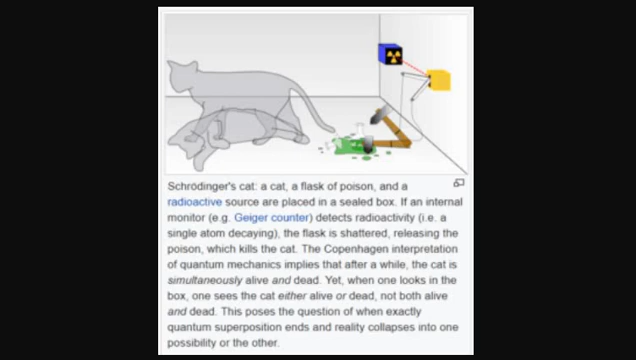 Schrödinger's cat: a cat, a flask of poison, and a
radioactive source are placed in a sealed box. If an internal
monitor (e.g. Geiger counter) detects radioactivity (i.e. a
single atom decaying), the flask is shattered, releasing the
poison, which kills the cat. The Copenhagen interpretation
of quantum mechanics implies that after a while, the cat is
simultaneously alive and dead. Yet, when one looks in the
box, one sees the cat either alive or dead, not both alive
and dead. This poses the question of when exactly
quantum superposition ends and reality collapses into one
possibility or the other.